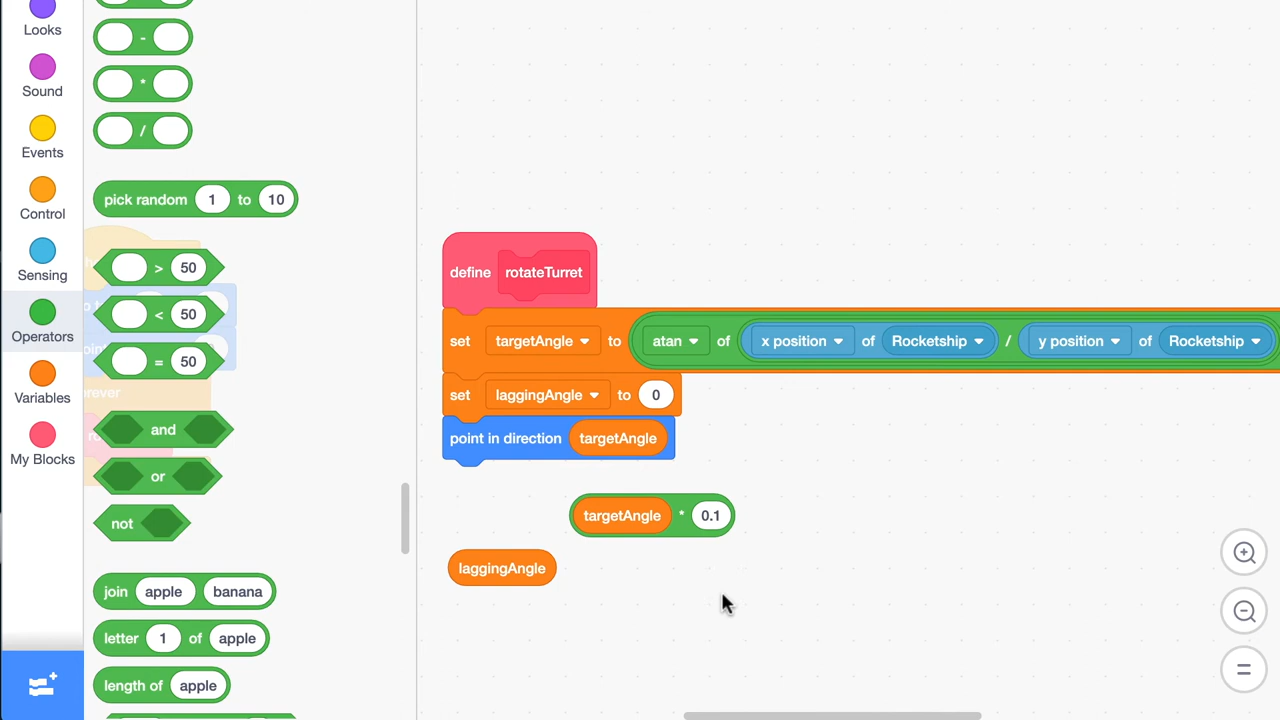 Looks
Sound
Events
Control
Sensing
Operators
Variables
My Blocks
-
*
/
pick random 1 to 10
> 50
< 50
= 50
and
or
not
join apple banana
letter 1 of apple
length of apple
define rotateTurret
set targetAngle to atan of x position of Rocketship / y position of Rocketship
set laggingAngle to 0
point in direction targetAngle
targetAngle * 0.1
laggingAngle